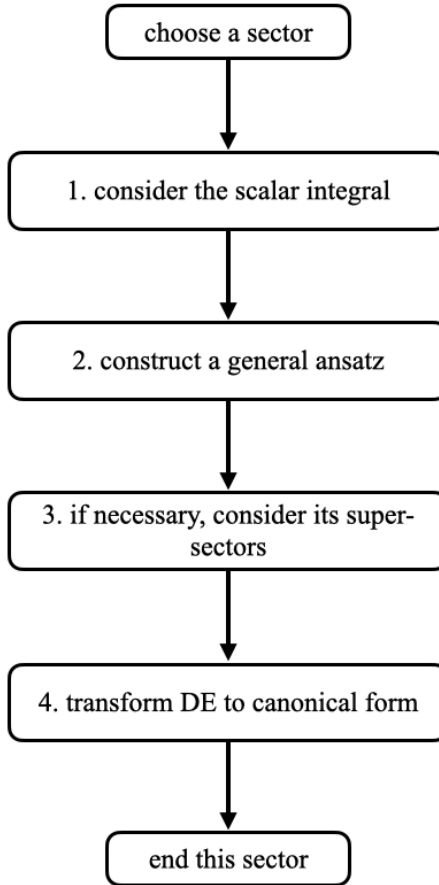 choose a sector
1. consider the scalar integral
2. construct a general ansatz
3. if necessary, consider its super-
sectors
4. transform DE to canonical form
end this sector